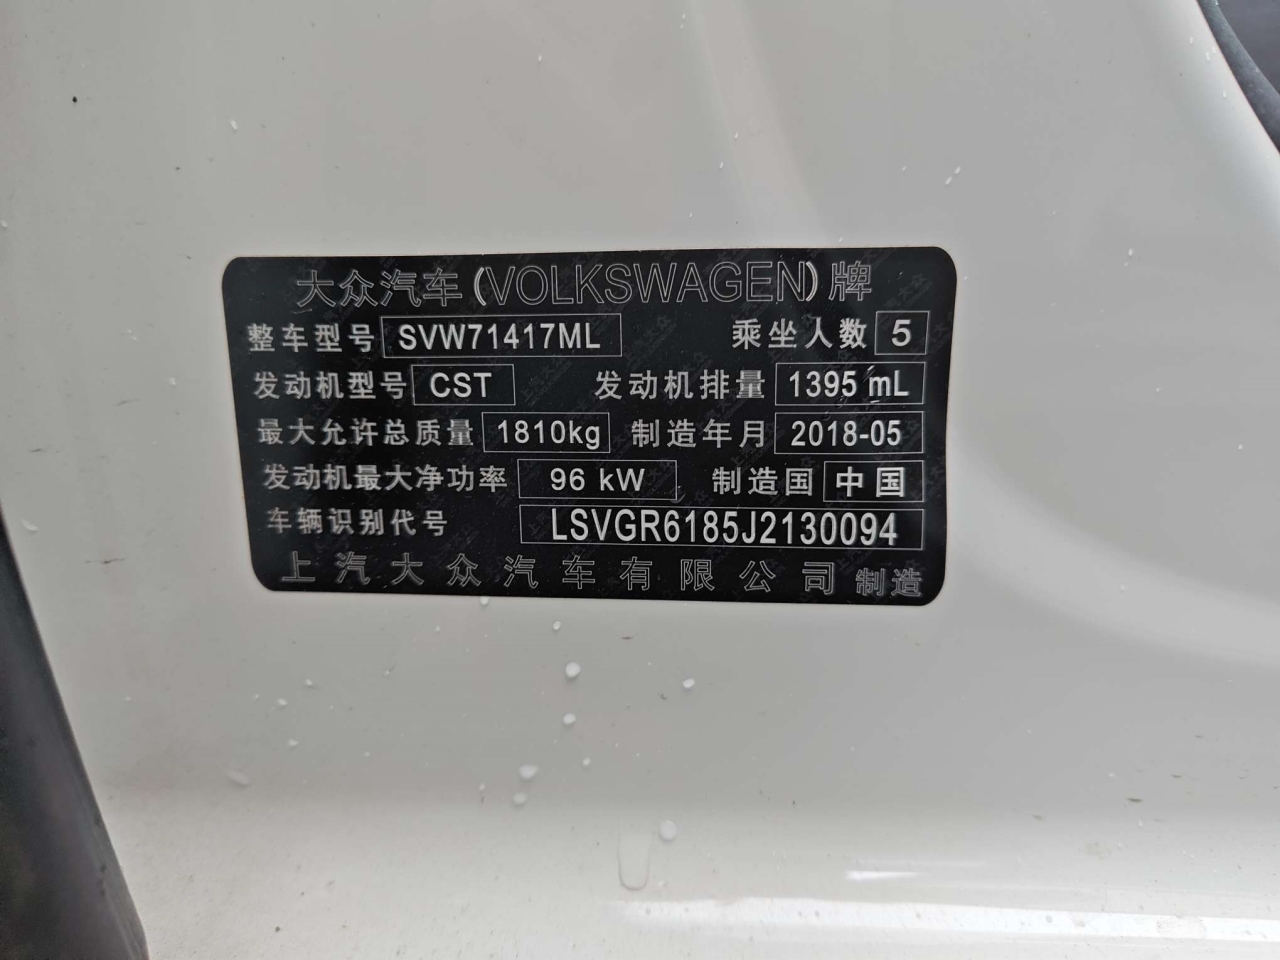 大众汽车(VOLKSWAGEN)牌
整车型号 SVW71417ML 乘坐人数 5
发动机型号 CST 发动机排量 1395 mL
最大允许总质量 1810kg 制造年月 2018-05
发动机最大净功率 96 kW 制造国 中国
车辆识别代号 LSVGR6185J2130094
上汽大众汽车有限公司 制造